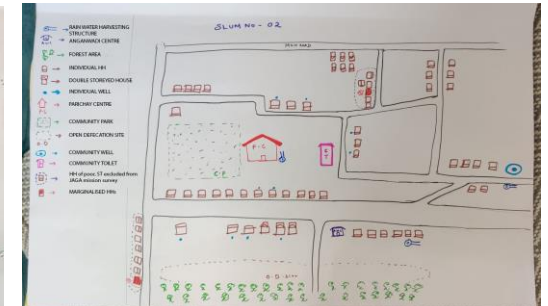 SLUM NO - 02
MAIN ROAD
RAIN WATER HARVESTING
STRUCTURE
ANGANWADI CENTRE
FOREST AREA
INDIVIDUAL HH
DOUBLE STOREYED HOUSE
INDIVIDUAL WELL
PARICHAY CENTRE
COMMUNITY PARK
OPEN DEFECATION SITE
COMMUNITY WELL
COMMUNITY TOILET
HH of poor, ST excluded from
JAGA mission survey
MARGINALISED HHs
P-C
C.P